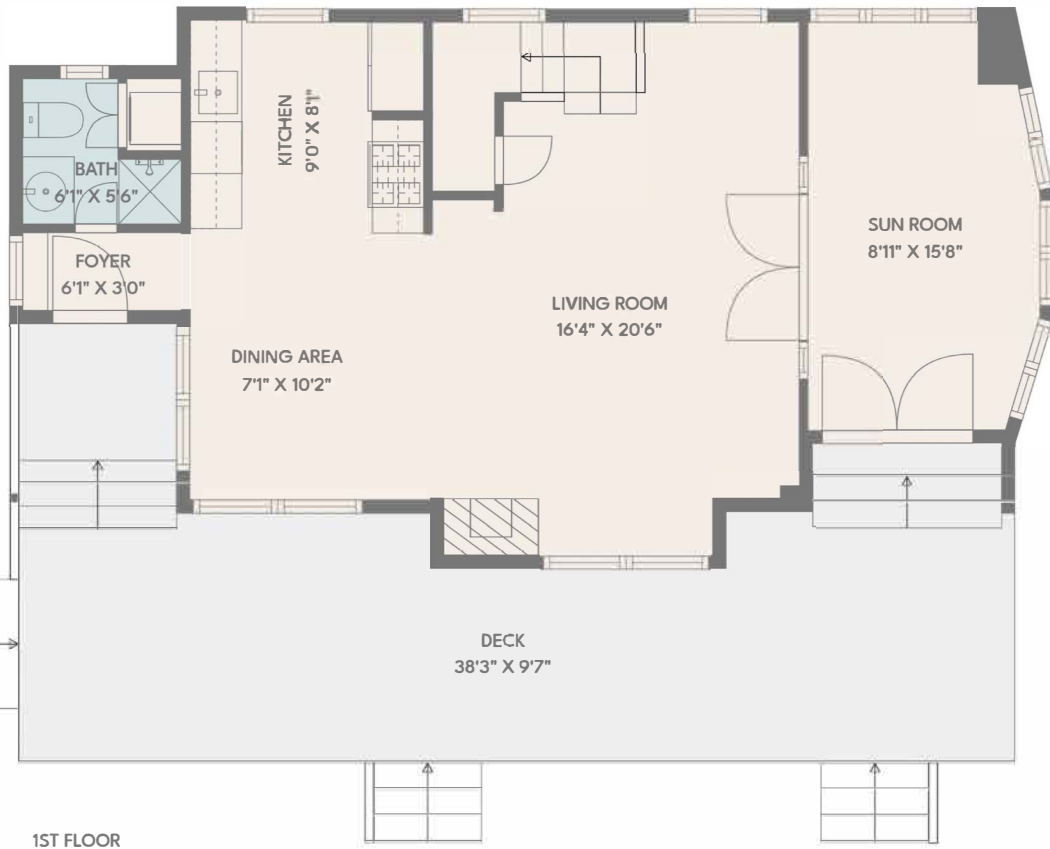 KITCHEN
9'0" X 8'1"
BATH
6'1" X 5'6"
SUN ROOM
8'11" X 15'8"
FOYER
6'1" X 3'0"
LIVING ROOM
16'4" X 20'6"
DINING AREA
7'1" X 10'2"
DECK
38'3" X 9'7"
1ST FLOOR